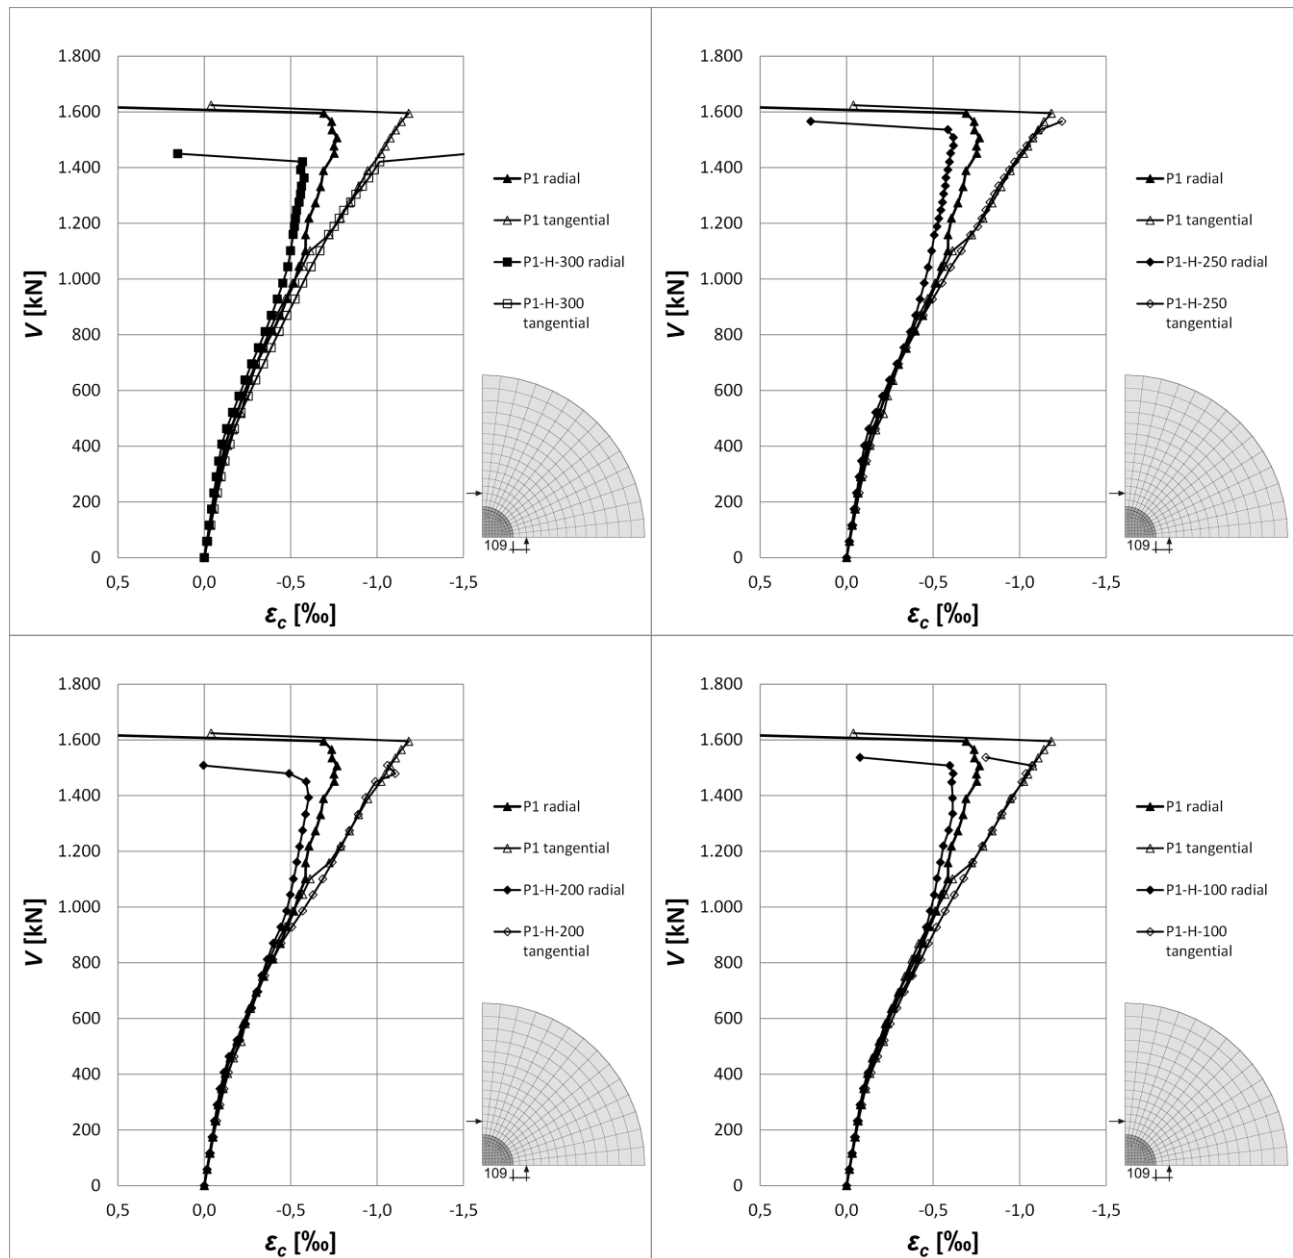 1.800
1.600
1.400
1.200
1.000
800
600
400
200
0
V [kN]
0,5 0,0 -0,5 -1,0 -1,5
εc [‰]
P1 radial
P1 tangential
P1-H-300 radial
P1-H-300
tangential
109
1.800
1.600
1.400
1.200
1.000
800
600
400
200
0
V [kN]
0,5 0,0 -0,5 -1,0 -1,5
εc [‰]
P1 radial
P1 tangential
P1-H-250 radial
P1-H-250
tangential
109
1.800
1.600
1.400
1.200
1.000
800
600
400
200
0
V [kN]
0,5 0,0 -0,5 -1,0 -1,5
εc [‰]
P1 radial
P1 tangential
P1-H-200 radial
P1-H-200
tangential
109
1.800
1.600
1.400
1.200
1.000
800
600
400
200
0
V [kN]
0,5 0,0 -0,5 -1,0 -1,5
εc [‰]
P1 radial
P1 tangential
P1-H-100 radial
P1-H-100
tangential
109